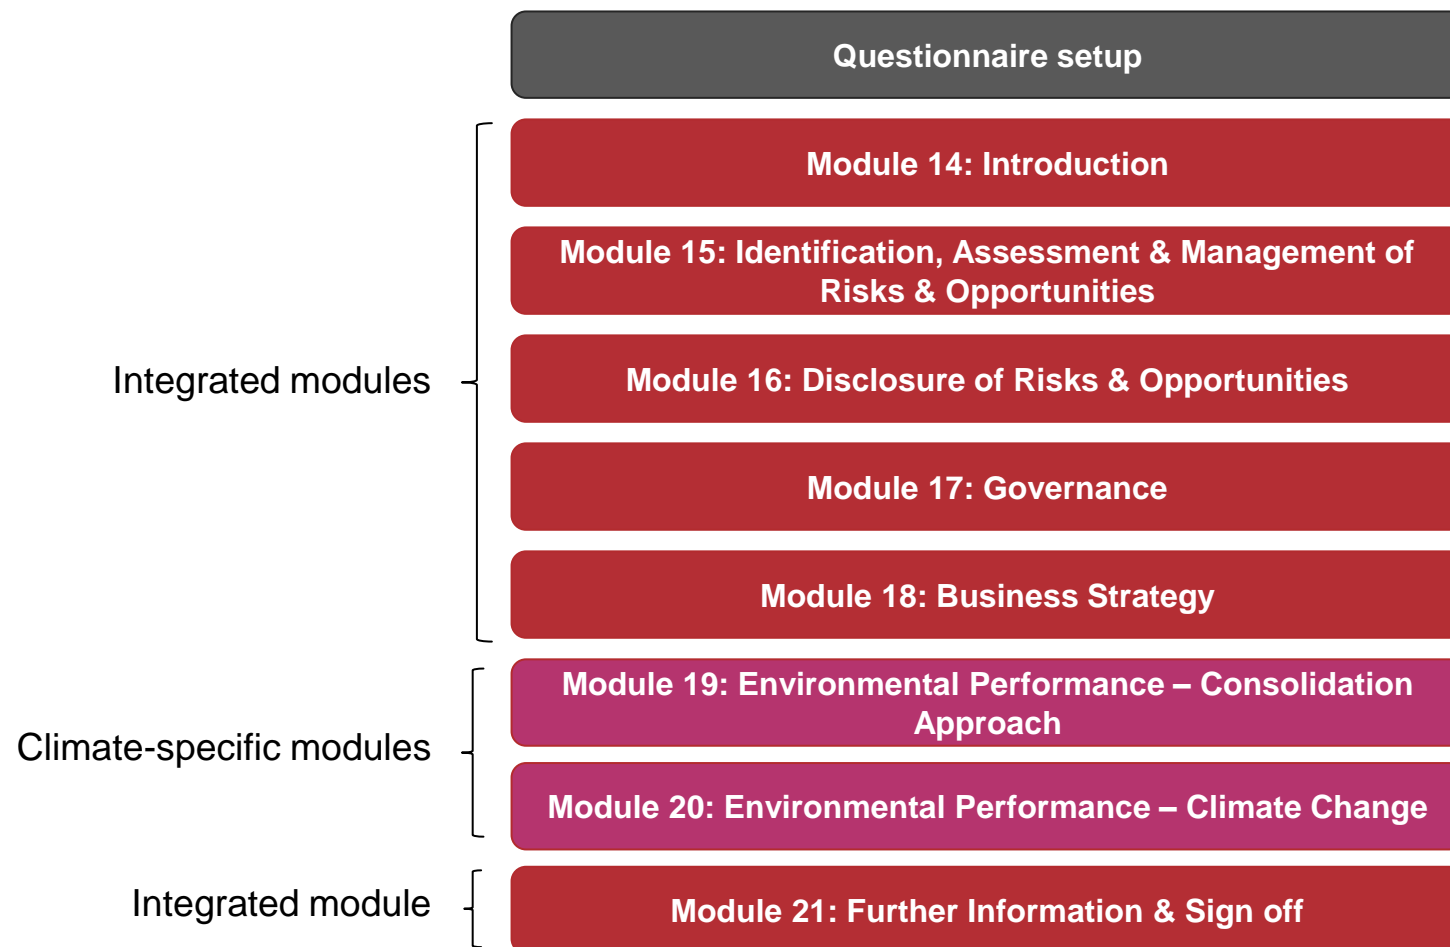 Questionnaire setup
Module 14: Introduction
Module 15: Identification, Assessment & Management of
Risks & Opportunities
Integrated modules
Module 16: Disclosure of Risks & Opportunities
Module 17: Governance
Module 18: Business Strategy
Module 19: Environmental Performance – Consolidation
Approach
Climate-specific modules
Module 20: Environmental Performance – Climate Change
Integrated module
Module 21: Further Information & Sign off